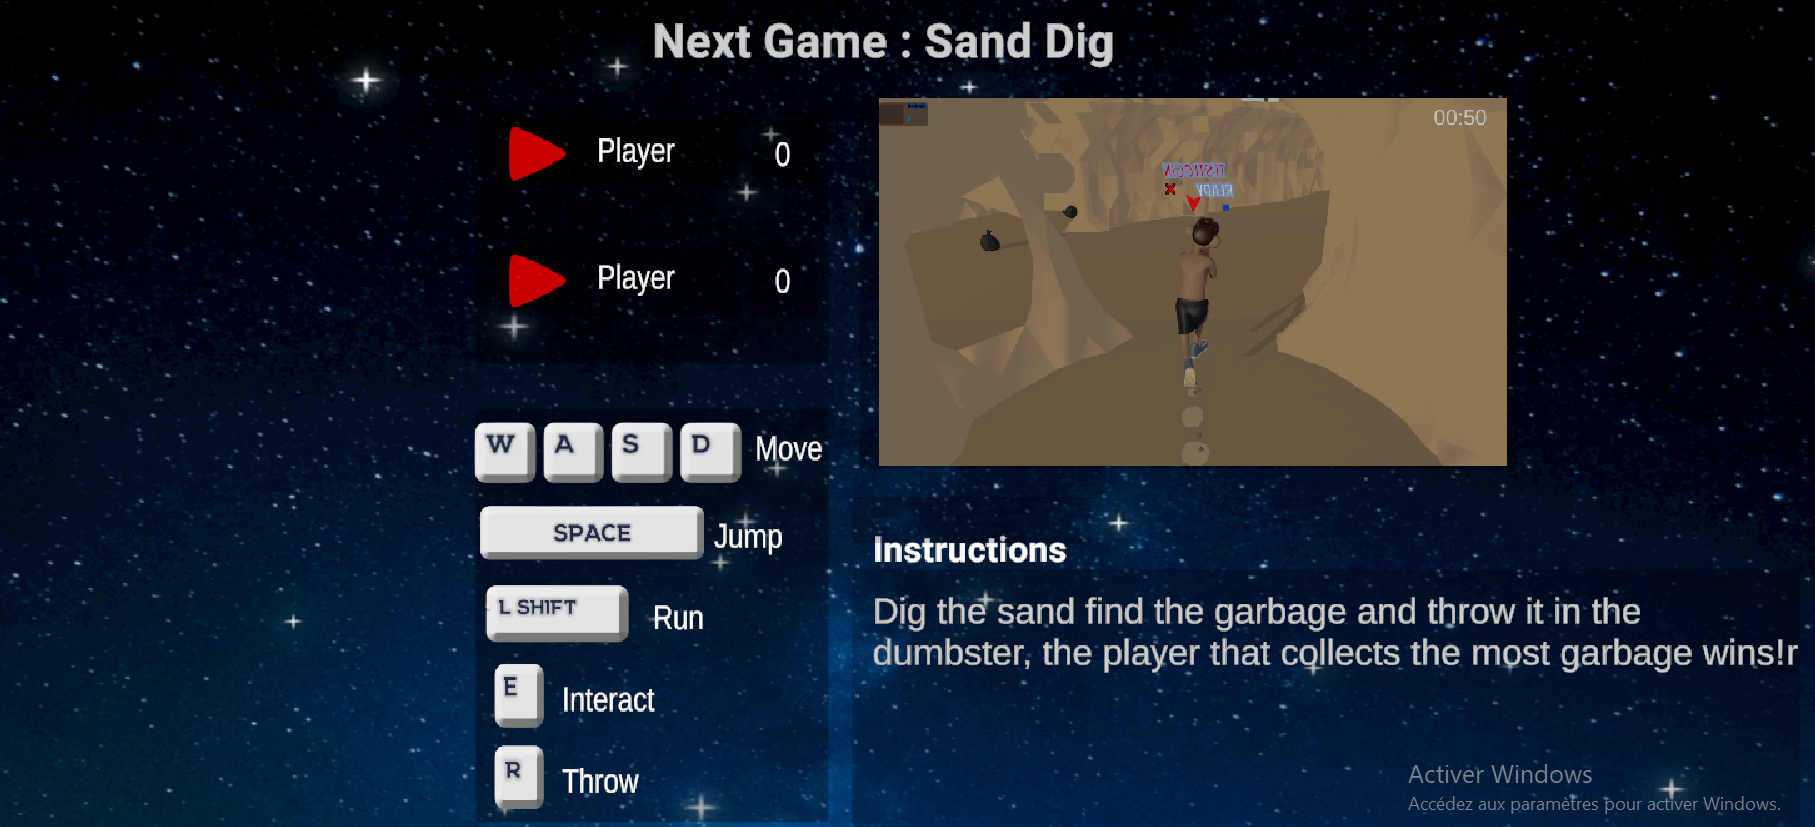 Next Game : Sand Dig
Player 0
Player 0
00:50
W A S D Move
SPACE Jump
L SHIFT Run
E Interact
R Throw
Instructions
Dig the sand find the garbage and throw it in the
dumbster, the player that collects the most garbage wins!r
Activer Windows
Accédez aux paramètres pour activer Windows.